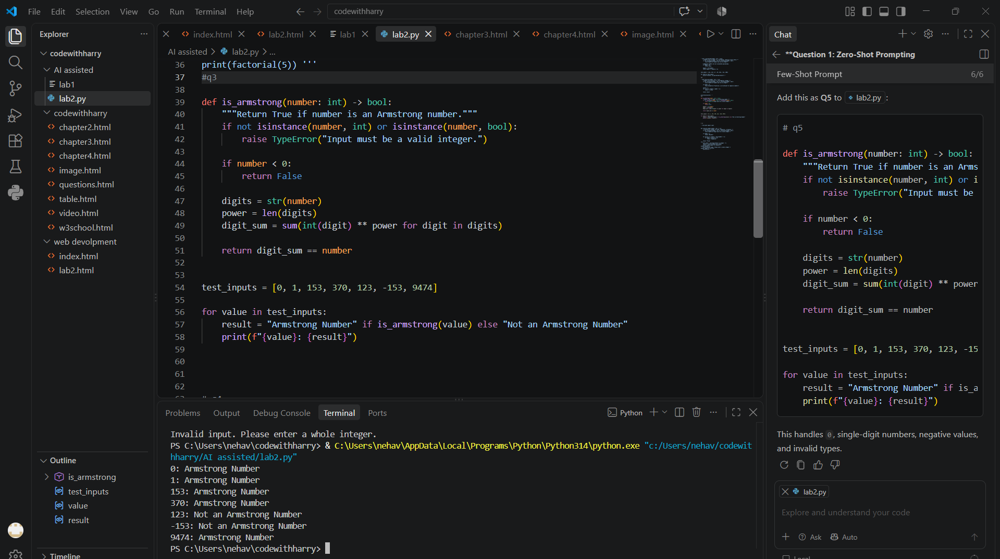 File Edit Selection View Go Run Terminal Help
codewithharry
Explorer
codewithharry
AI assisted
lab1
lab2.py
codewithharry
chapter2.html
chapter3.html
chapter4.html
image.html
questions.html
table.html
video.html
w3school.html
web devolpment
index.html
lab2.html
Outline
is_armstrong
test_inputs
value
result
Timeline
index.html lab2.html lab1 lab2.py chapter3.html chapter4.html image.html
AI assisted > lab2.py > ...
36 print(factorial(5)) '''
37 #q3
38
39 def is_armstrong(number: int) -> bool:
40     """Return True if number is an Armstrong number."""
41     if not isinstance(number, int) or isinstance(number, bool):
42         raise TypeError("Input must be a valid integer.")
43
44     if number < 0:
45         return False
46
47     digits = str(number)
48     power = len(digits)
49     digit_sum = sum(int(digit) ** power for digit in digits)
50
51     return digit_sum == number
52
53
54 test_inputs = [0, 1, 153, 370, 123, -153, 9474]
55
56 for value in test_inputs:
57     result = "Armstrong Number" if is_armstrong(value) else "Not an Armstrong Number"
58     print(f"{value}: {result}")
59
60
61
62
Problems Output Debug Console Terminal Ports
Python
Invalid input. Please enter a whole integer.
PS C:\Users\nehav\codewithharry> & C:\Users\nehav\AppData\Local\Programs\Python\Python314\python.exe "c:/Users/nehav/codewit
hharry/AI assisted/lab2.py"
0: Armstrong Number
1: Armstrong Number
153: Armstrong Number
370: Armstrong Number
123: Not an Armstrong Number
-153: Not an Armstrong Number
9474: Armstrong Number
PS C:\Users\nehav\codewithharry>
Chat
**Question 1: Zero-Shot Prompting
Few-Shot Prompt 6/6
Add this as Q5 to lab2.py :
# q5
def is_armstrong(number: int) -> bool:
    """Return True if number is an Arms
    if not isinstance(number, int) or i
        raise TypeError("Input must be
    if number < 0:
        return False
    digits = str(number)
    power = len(digits)
    digit_sum = sum(int(digit) ** power
    return digit_sum == number
test_inputs = [0, 1, 153, 370, 123, -15
for value in test_inputs:
    result = "Armstrong Number" if is_a
    print(f"{value}: {result}")
This handles 0, single-digit numbers, negative values,
and invalid types.
lab2.py
Explore and understand your code
Ask Auto